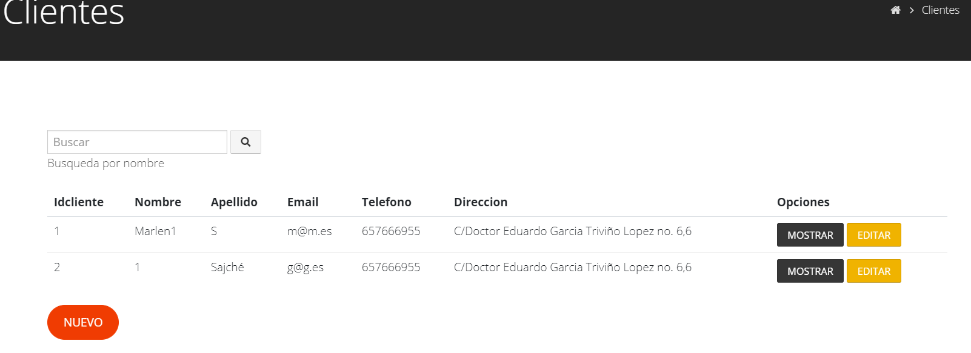 Clientes
Clientes
Buscar
Busqueda por nombre
Idcliente Nombre Apellido Email Telefono Direccion Opciones
1 Marlen1 S m@m.es 657666955 C/Doctor Eduardo Garcia Triviño Lopez no. 6,6 MOSTRAR EDITAR
2 1 Sajché g@g.es 657666955 C/Doctor Eduardo Garcia Triviño Lopez no. 6,6 MOSTRAR EDITAR
NUEVO